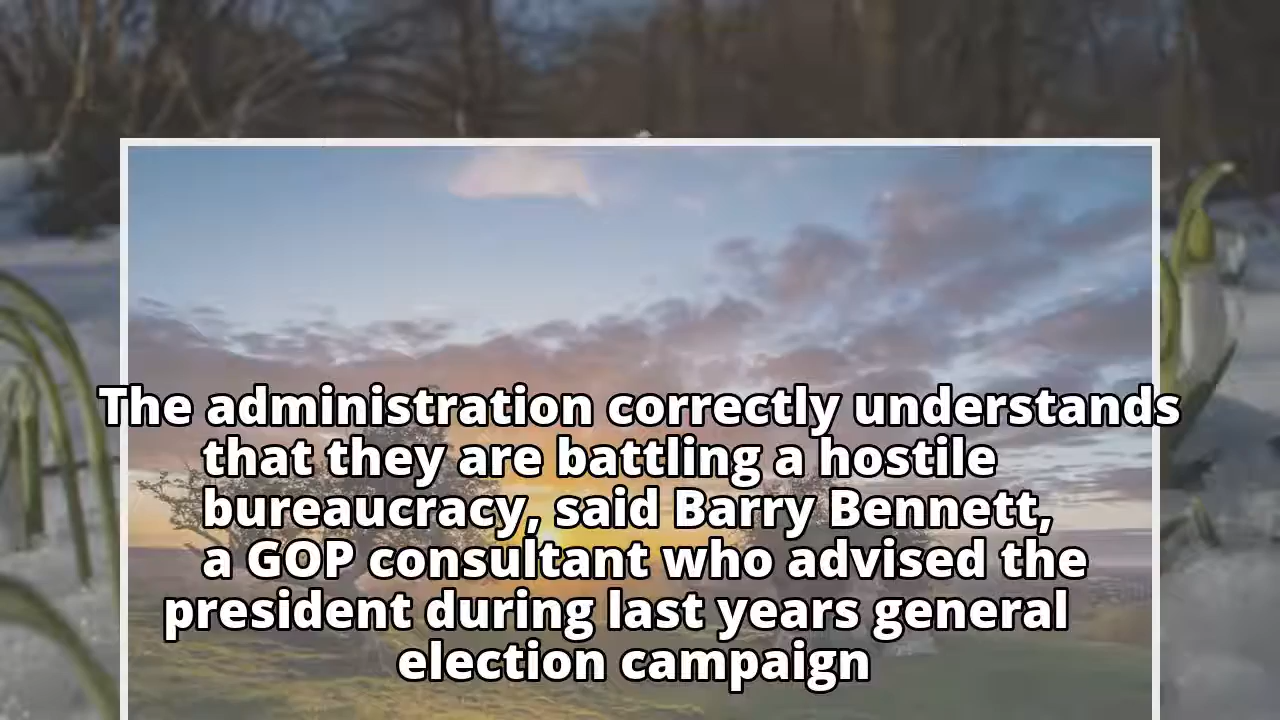 The administration correctly understands
that they are battling a hostile
bureaucracy, said Barry Bennett,
a GOP consultant who advised the
president during last years general
election campaign